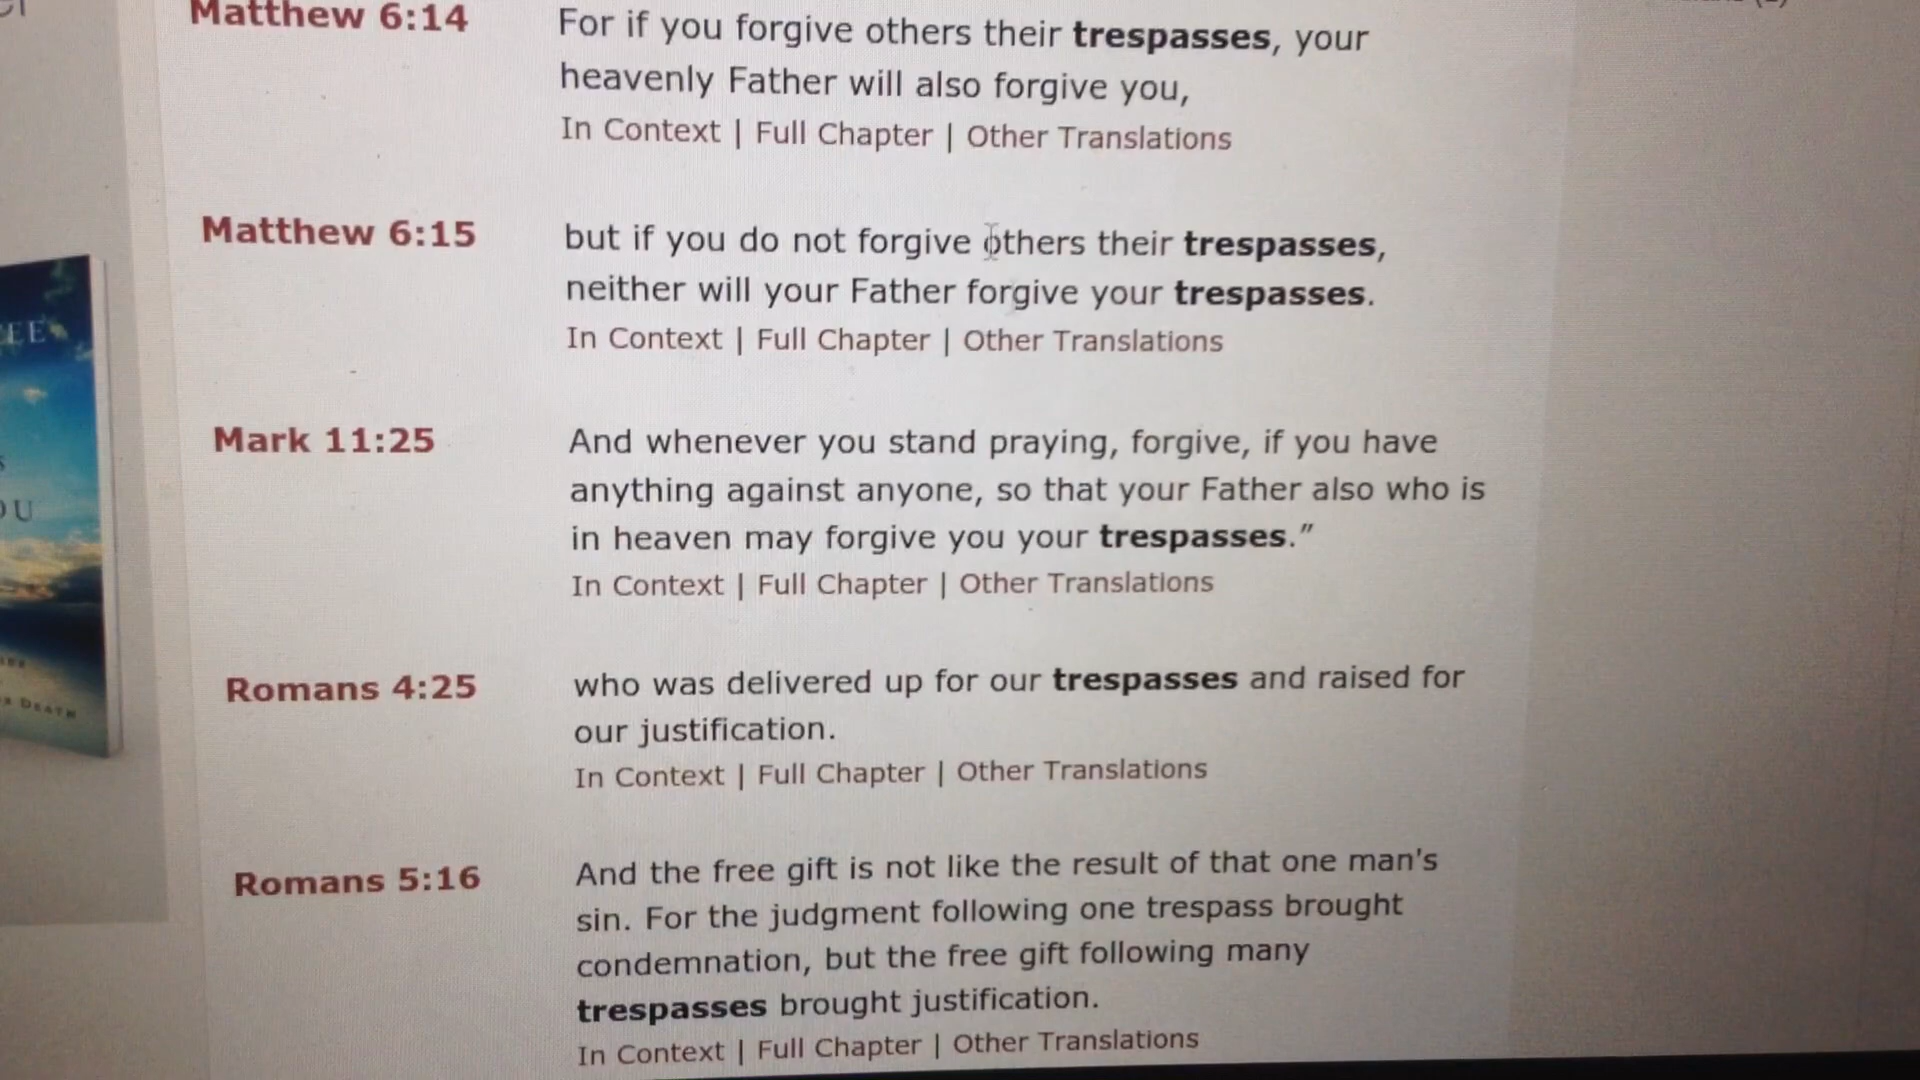 Matthew 6:14
For if you forgive others their trespasses, your
heavenly Father will also forgive you,
In Context | Full Chapter | Other Translations
Matthew 6:15
but if you do not forgive others their trespasses,
neither will your Father forgive your trespasses.
In Context | Full Chapter | Other Translations
Mark 11:25
And whenever you stand praying, forgive, if you have
anything against anyone, so that your Father also who is
in heaven may forgive you your trespasses.”
In Context | Full Chapter | Other Translations
Romans 4:25
who was delivered up for our trespasses and raised for
our justification.
In Context | Full Chapter | Other Translations
Romans 5:16
And the free gift is not like the result of that one man's
sin. For the judgment following one trespass brought
condemnation, but the free gift following many
trespasses brought justification.
In Context | Full Chapter | Other Translations
EE
OU
DEATH